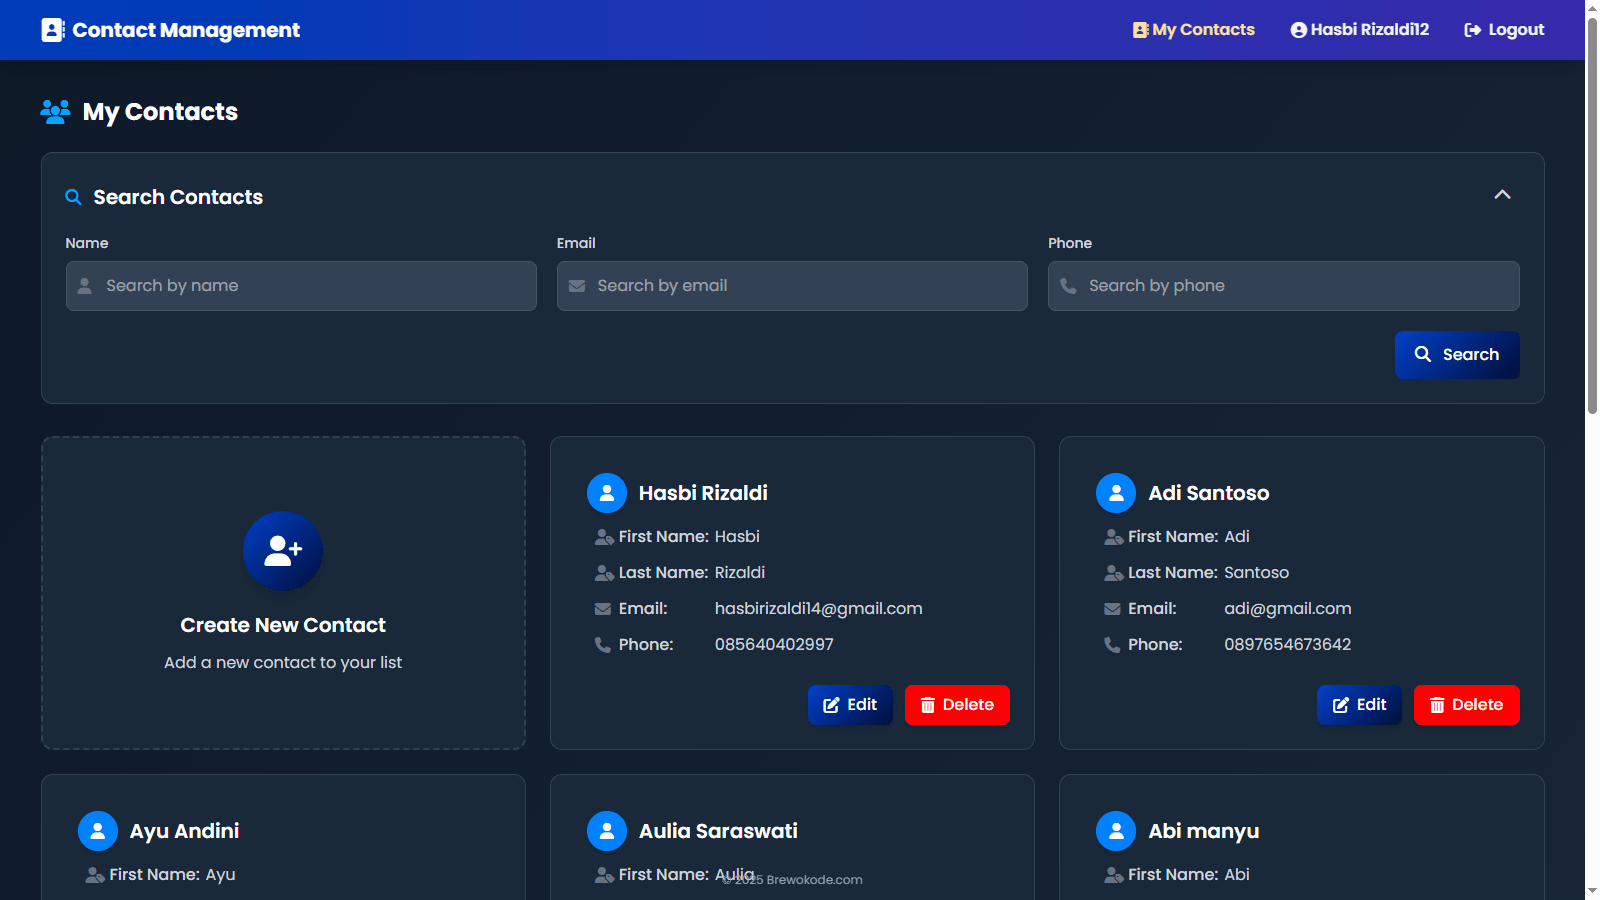 Contact Management
My Contacts
Hasbi Rizaldi12
Logout
My Contacts
Search Contacts
Name
Email
Phone
Search by name
Search by email
Search by phone
Search
Create New Contact
Add a new contact to your list
Hasbi Rizaldi
First Name: Hasbi
Last Name: Rizaldi
Email: hasbirizaldi14@gmail.com
Phone: 085640402997
Edit
Delete
Adi Santoso
First Name: Adi
Last Name: Santoso
Email: adi@gmail.com
Phone: 0897654673642
Edit
Delete
Ayu Andini
First Name: Ayu
Aulia Saraswati
First Name: Aulia
Abi manyu
First Name: Abi
© 2025 Brewokode.com